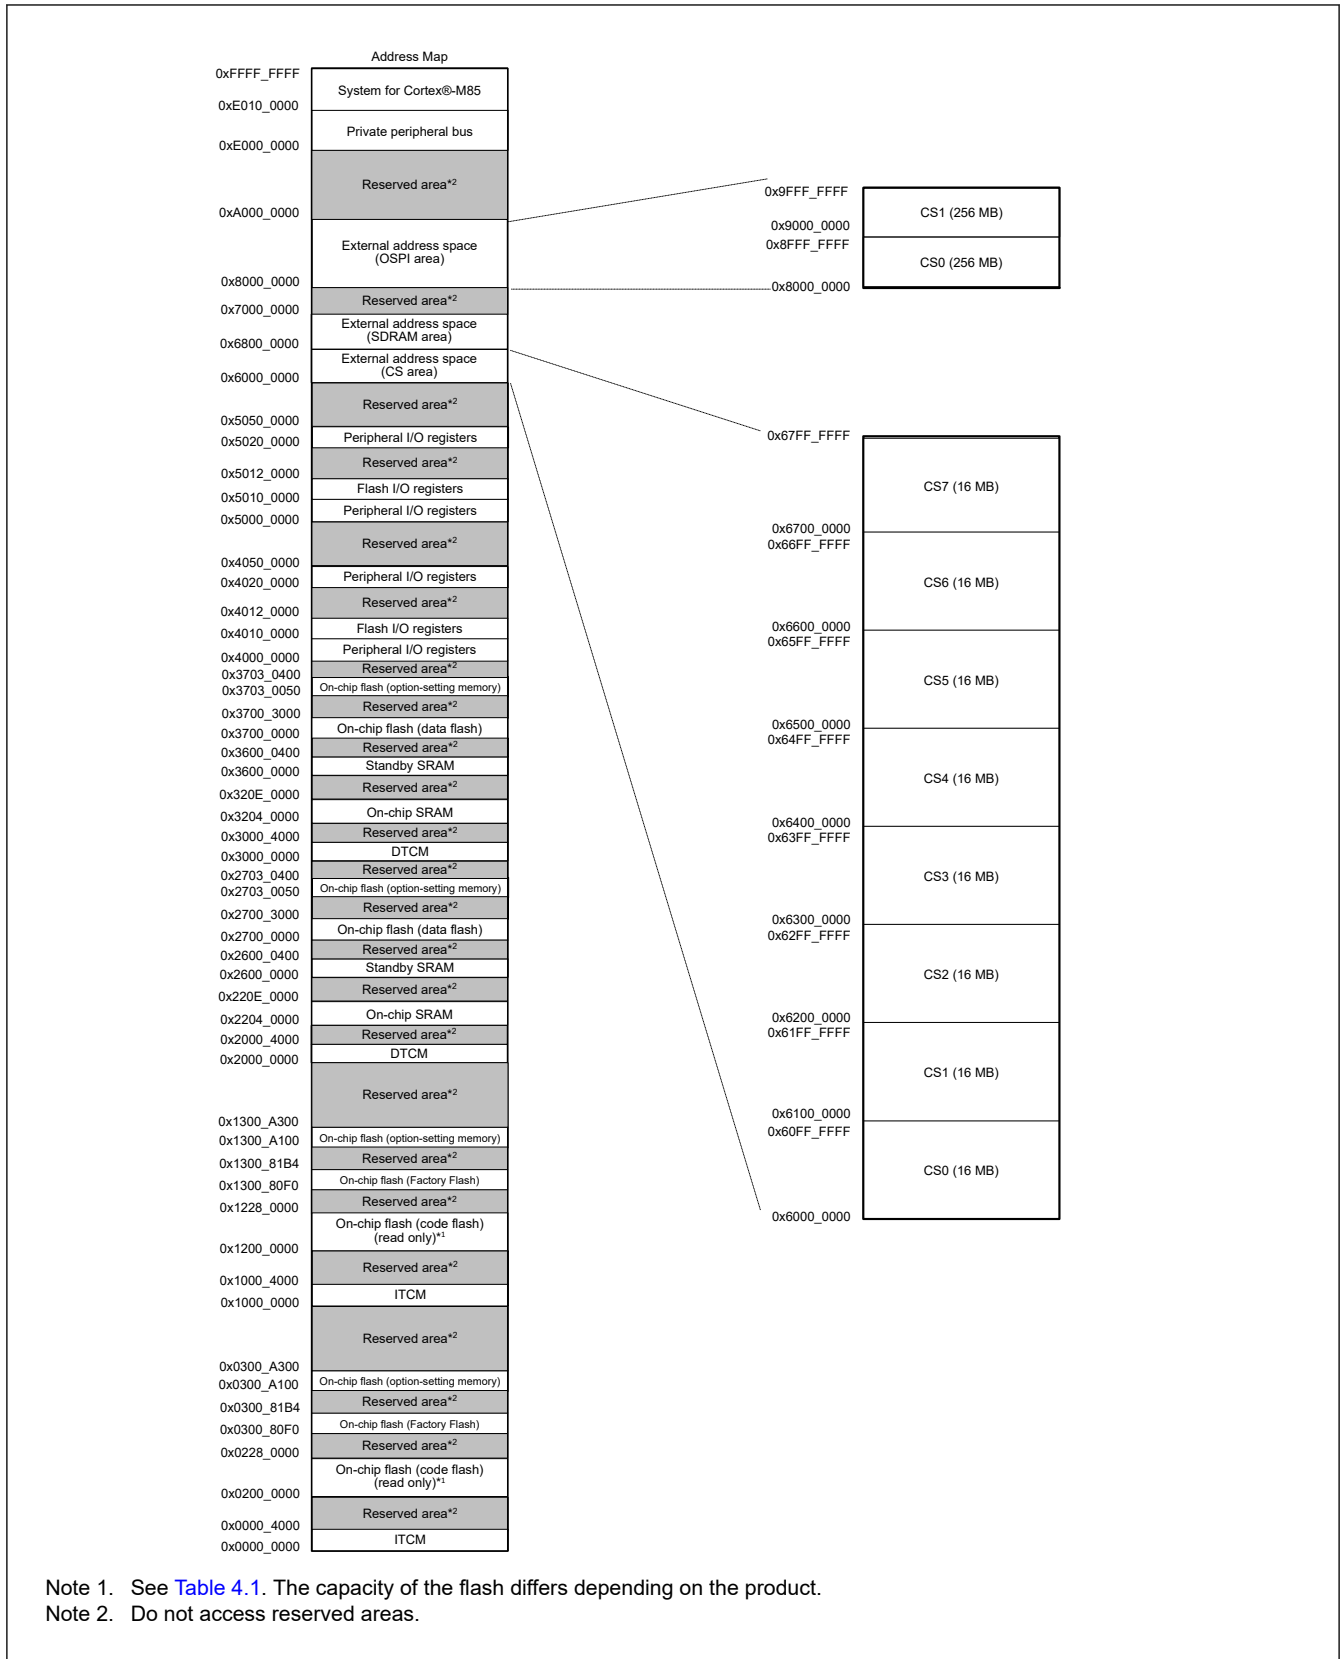 Address Map
0xFFFF_FFFF
System for Cortex®-M85
0xE010_0000
Private peripheral bus
0xE000_0000
Reserved area*2
0xA000_0000
External address space
(OSPI area)
0x8000_0000
Reserved area*2
0x7000_0000
External address space
(SDRAM area)
0x6800_0000
External address space
(CS area)
0x6000_0000
Reserved area*2
0x5050_0000
Peripheral I/O registers
0x5020_0000
Reserved area*2
0x5012_0000
Flash I/O registers
0x5010_0000
Peripheral I/O registers
0x5000_0000
Reserved area*2
0x4050_0000
Peripheral I/O registers
0x4020_0000
Reserved area*2
0x4012_0000
Flash I/O registers
0x4010_0000
Peripheral I/O registers
0x4000_0000
Reserved area*2
0x3703_0400
On-chip flash (option-setting memory)
0x3703_0050
Reserved area*2
0x3700_3000
On-chip flash (data flash)
0x3700_0000
Reserved area*2
0x3600_0400
Standby SRAM
0x3600_0000
Reserved area*2
0x320E_0000
On-chip SRAM
0x3204_0000
Reserved area*2
0x3000_4000
DTCM
0x3000_0000
Reserved area*2
0x2703_0400
On-chip flash (option-setting memory)
0x2703_0050
Reserved area*2
0x2700_3000
On-chip flash (data flash)
0x2700_0000
Reserved area*2
0x2600_0400
Standby SRAM
0x2600_0000
Reserved area*2
0x220E_0000
On-chip SRAM
0x2204_0000
Reserved area*2
0x2000_4000
DTCM
0x2000_0000
Reserved area*2
0x1300_A300
On-chip flash (option-setting memory)
0x1300_A100
Reserved area*2
0x1300_81B4
On-chip flash (Factory Flash)
0x1300_80F0
Reserved area*2
0x1228_0000
On-chip flash (code flash)
(read only)*1
0x1200_0000
Reserved area*2
0x1000_4000
ITCM
0x1000_0000
Reserved area*2
0x0300_A300
On-chip flash (option-setting memory)
0x0300_A100
Reserved area*2
0x0300_81B4
On-chip flash (Factory Flash)
0x0300_80F0
Reserved area*2
0x0228_0000
On-chip flash (code flash)
(read only)*1
0x0200_0000
Reserved area*2
0x0000_4000
ITCM
0x0000_0000
0x9FFF_FFFF
CS1 (256 MB)
0x9000_0000
0x8FFF_FFFF
CS0 (256 MB)
0x8000_0000
0x67FF_FFFF
CS7 (16 MB)
0x6700_0000
0x66FF_FFFF
CS6 (16 MB)
0x6600_0000
0x65FF_FFFF
CS5 (16 MB)
0x6500_0000
0x64FF_FFFF
CS4 (16 MB)
0x6400_0000
0x63FF_FFFF
CS3 (16 MB)
0x6300_0000
0x62FF_FFFF
CS2 (16 MB)
0x6200_0000
0x61FF_FFFF
CS1 (16 MB)
0x6100_0000
0x60FF_FFFF
CS0 (16 MB)
0x6000_0000
Note 1. See Table 4.1. The capacity of the flash differs depending on the product.
Note 2. Do not access reserved areas.